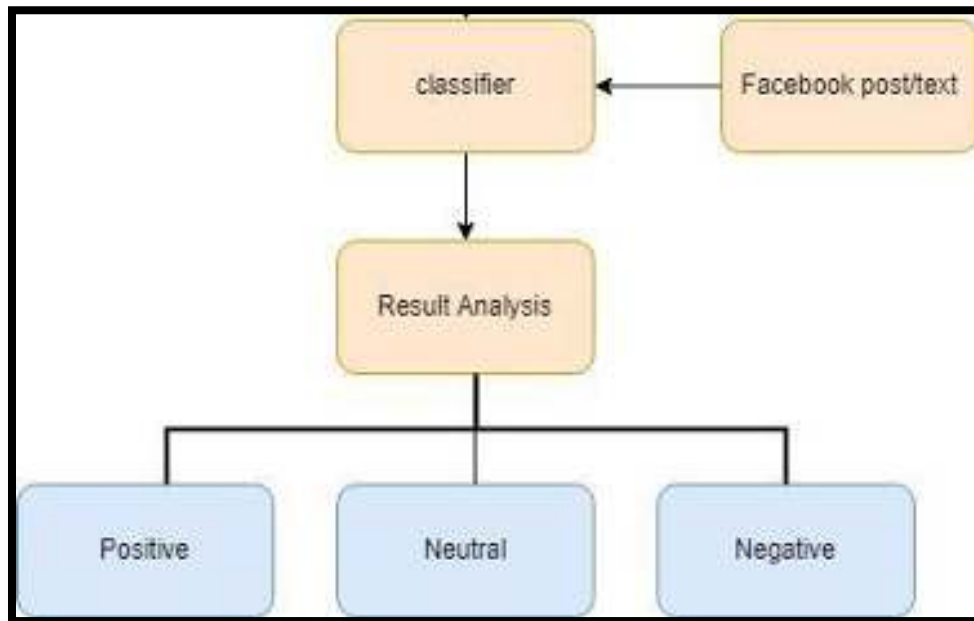 classifier
Facebook post/text
Result Analysis
Positive
Neutral
Negative